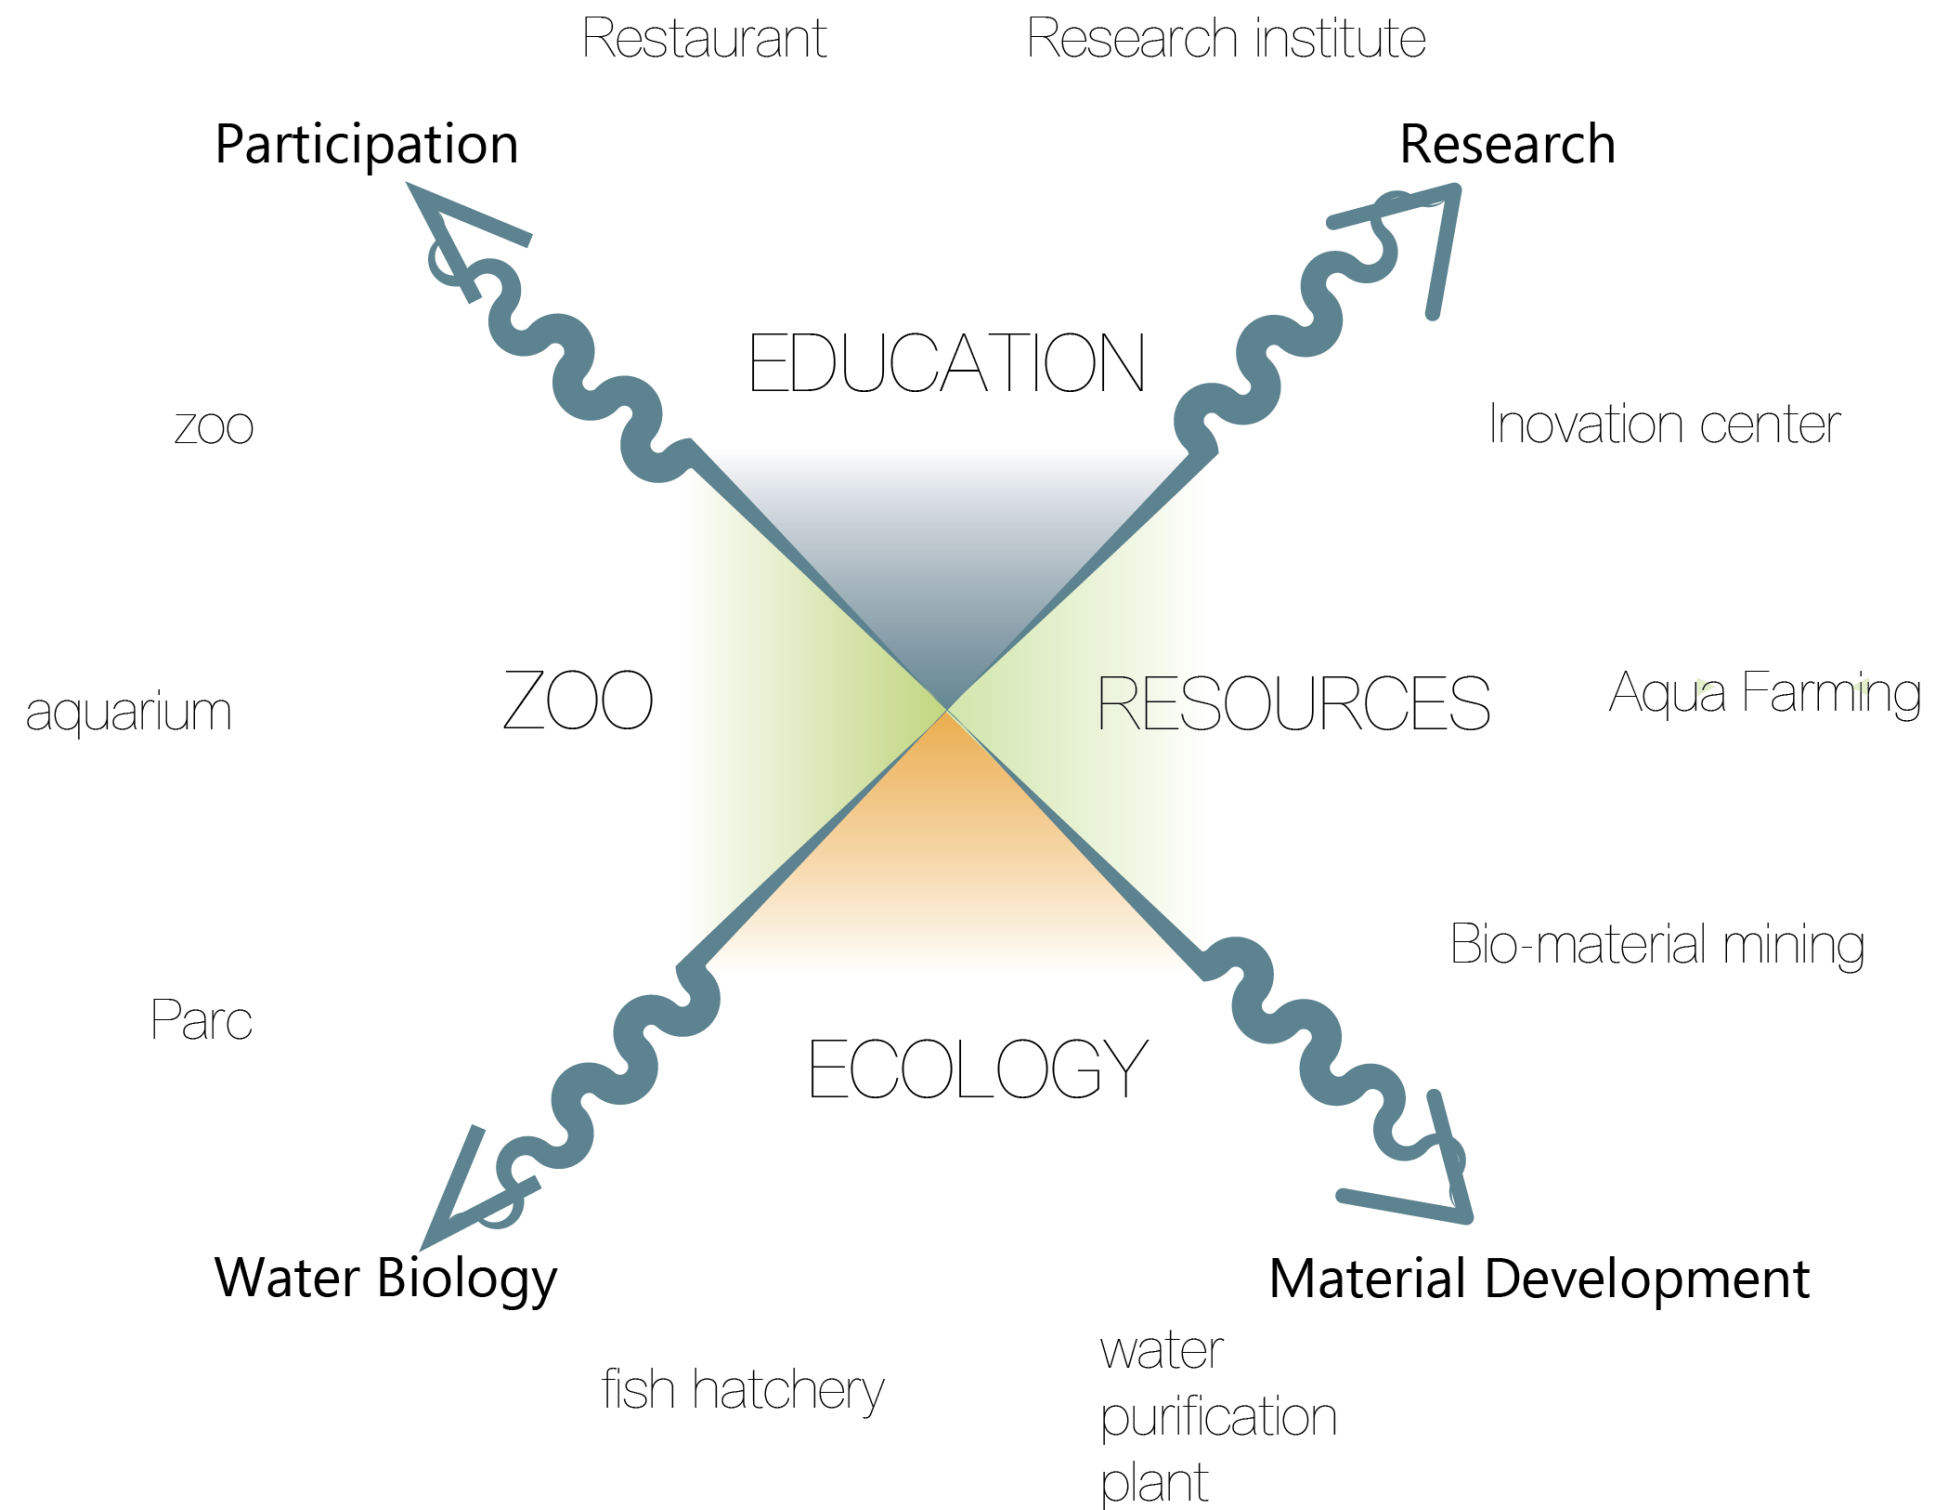 Restaurant
Research institute
Participation
Research
EDUCATION
zoo
Inovation center
aquarium
ZOO
RESOURCES
Aqua Farming
Bio-material mining
Parc
ECOLOGY
Water Biology
Material Development
fish hatchery
water
purification
plant